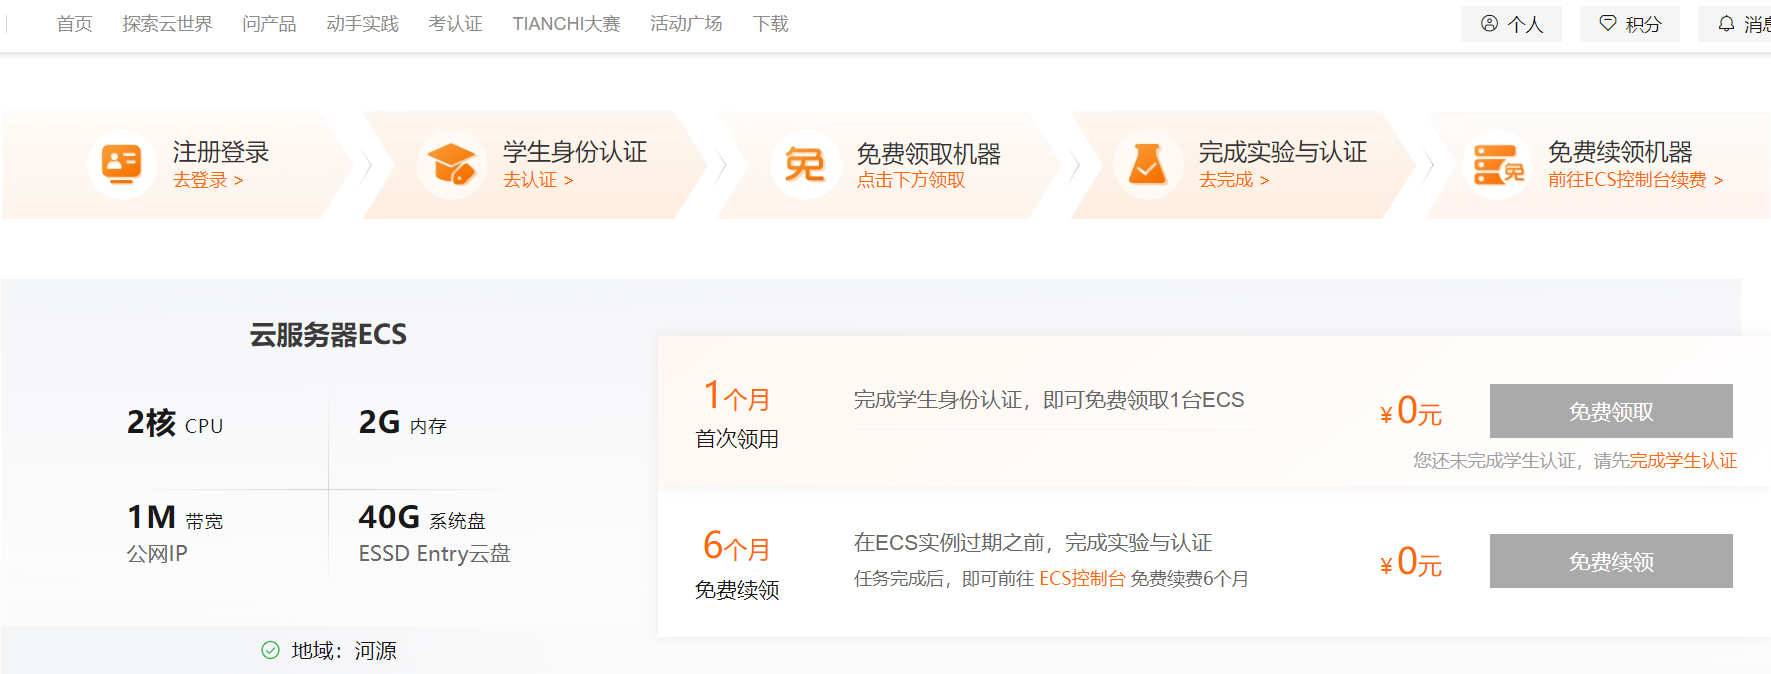 首页 探索云世界 问产品 动手实践 考认证 TIANCHI大赛 活动广场 下载 个人 积分 消息
注册登录
去登录 >
学生身份认证
去认证 >
免
免费领取机器
点击下方领取
完成实验与认证
去完成 >
免
免费续领机器
前往ECS控制台续费 >
云服务器ECS
2核 CPU
2G 内存
1M 带宽
公网IP
40G 系统盘
ESSD Entry云盘
地域：河源
1个月
首次领用
完成学生身份认证，即可免费领取1台ECS
¥0元
免费领取
您还未完成学生认证，请先完成学生认证
6个月
免费续领
在ECS实例过期之前，完成实验与认证
任务完成后，即可前往 ECS控制台 免费续费6个月
¥0元
免费续领